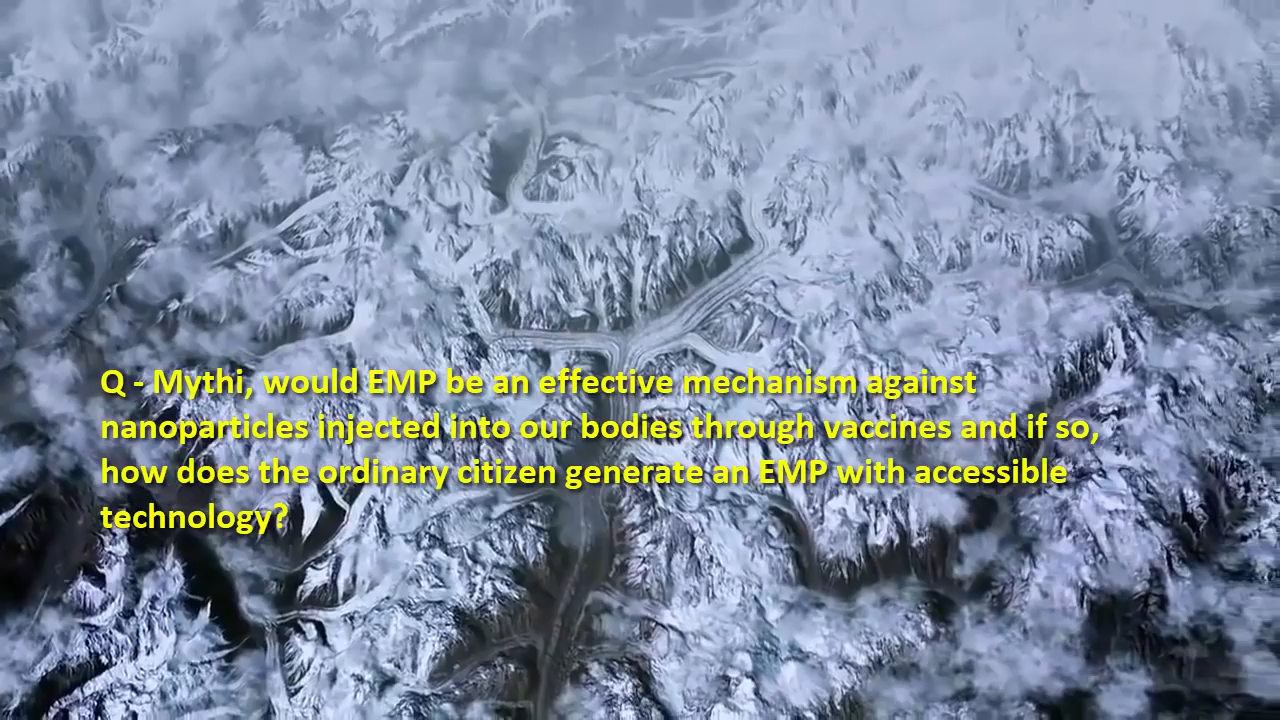 Q - Mythi, would EMP be an effective mechanism against
nanoparticles injected into our bodies through vaccines and if so,
how does the ordinary citizen generate an EMP with accessible
technology?